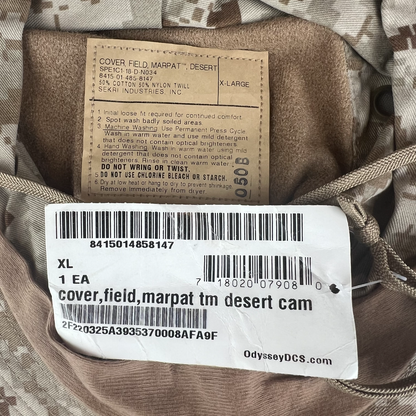 COVER, FIELD, MARPAT™, DESERT
SPE1C1-18-D-N034
8415-01-485-8147
50% COTTON 50% NYLON TWILL
SEKRI INDUSTRIES, INC
X-LARGE
1. Initial loose fit required for continued comfort.
2. Spot wash badly soiled areas.
3. Machine Washing: Use Permanent Press Cycle.
Wash in warm water and use mild detergent
that does not contain optical brighteners.
4. Hand Washing: Wash in warm water using mild
detergent that does not contain optical
brighteners. Rinse in clean warm water.
DO NOT WRING OR TWIST.
5. DO NOT USE CHLORINE BLEACH OR STARCH.
6. Dry at low heat or hang to dry to prevent shrinkage.
Remove immediately from dryer.
050B
8415014858147
XL
1 EA
7 18020 07908 0
cover,field,marpat tm desert cam
2F220325A3935370008AFA9F
OdysseyDCS.com